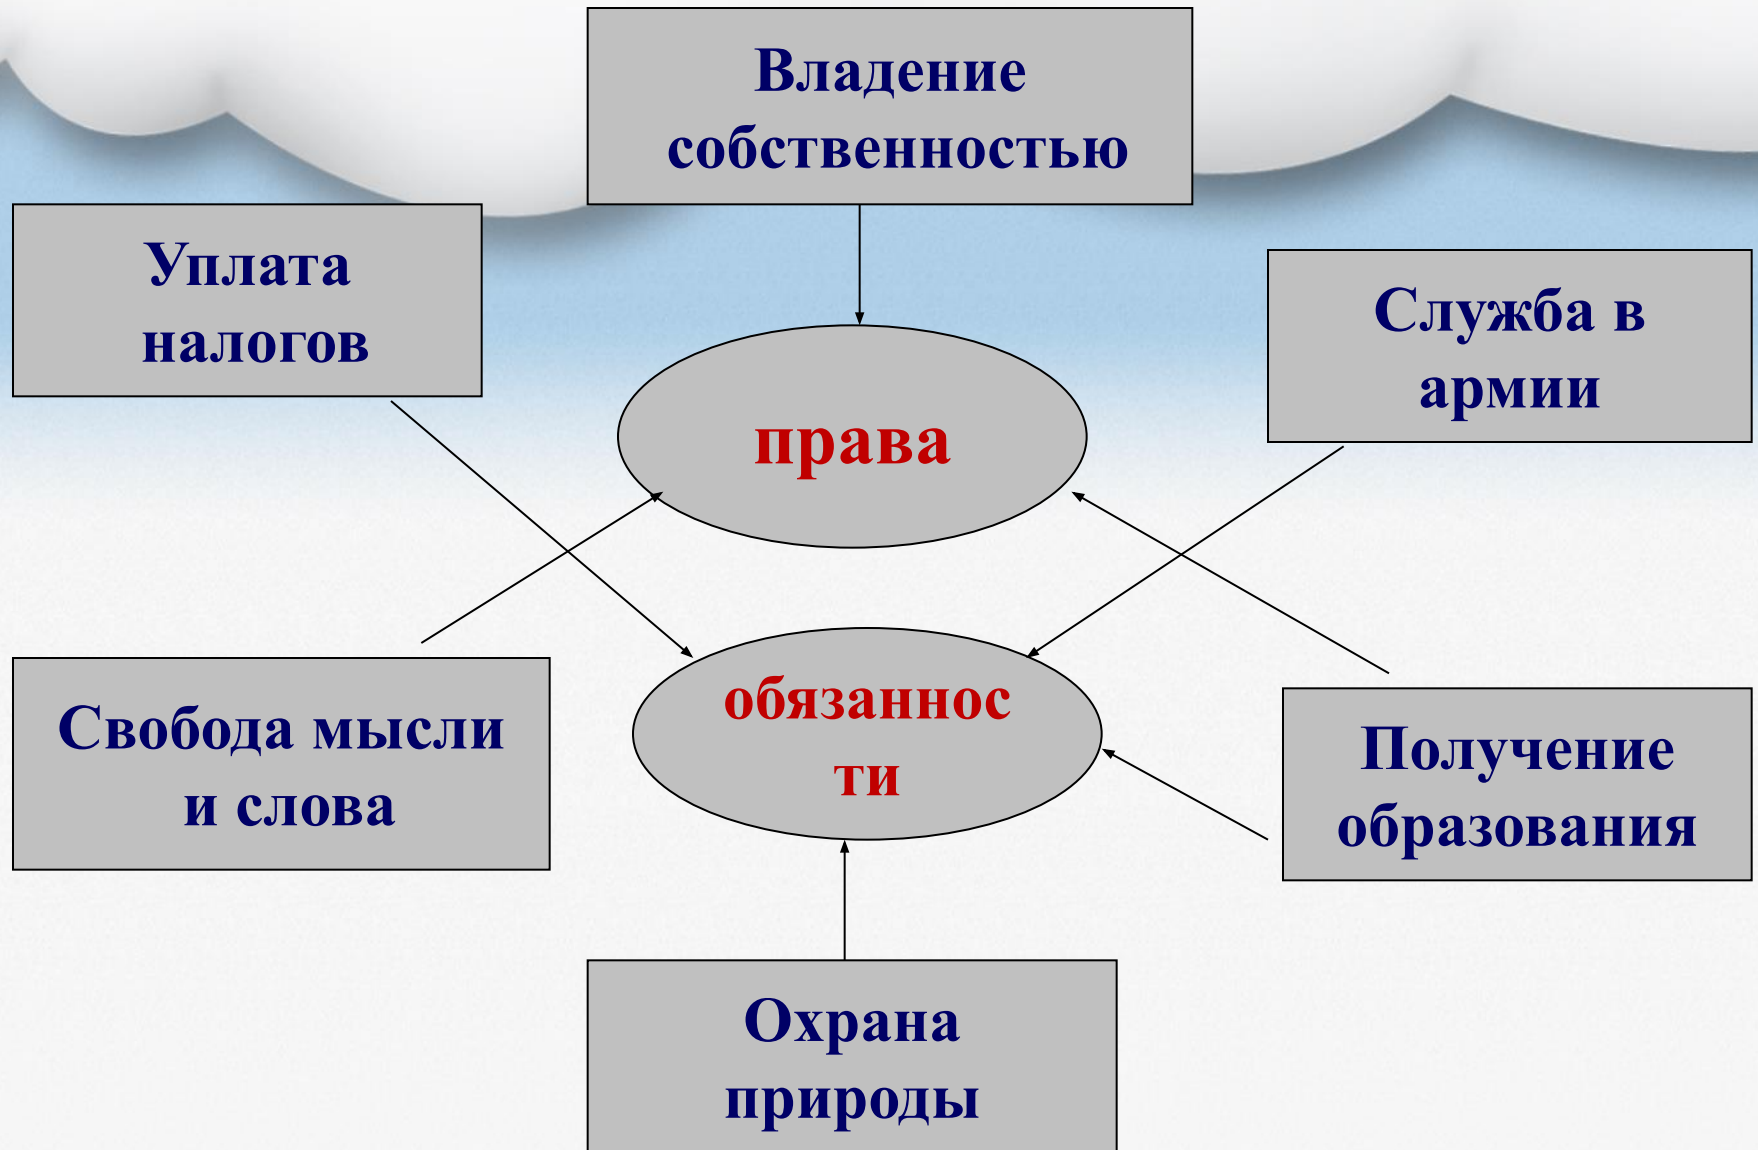 Владение
собственностью
Уплата
налогов
Служба в
армии
права
Свобода мысли
и слова
обязаннос
ти
Получение
образования
Охрана
природы